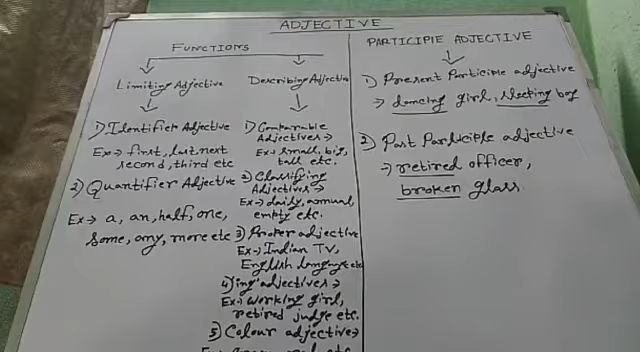 ADJECTIVE
FUNCTIONS
Limiting Adjective
1) Identifier Adjective
Ex → first, last, next
second, third etc
2) Quantifier Adjective
Ex → a, an, half, one,
some, any, more etc
Describing Adjective
1) Comparable
Adjectives →
Ex → small, big,
tall etc.
2) Classifying
Adjectives →
Ex → daily, annual,
empty etc.
3) Proper adjective
Ex → Indian TV,
English language etc
4) ing adjectives →
Ex → working girl,
retired judge etc.
5) Colour adjective →
PARTICIPIE ADJECTIVE
1) Present Participle adjective
→ dancing girl, boy
2) Past Participle adjective
→ retired officer,
broken glass